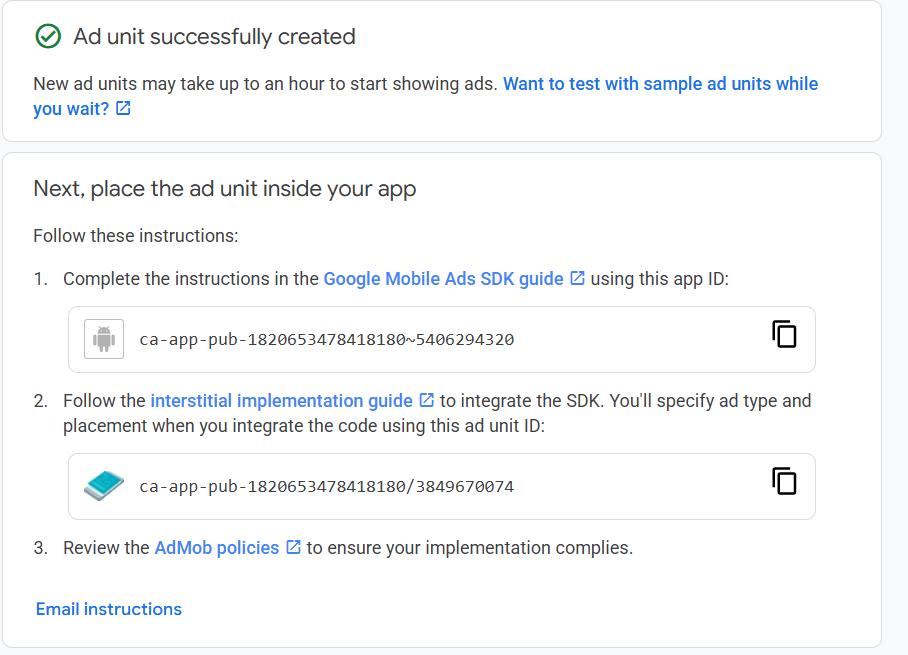 Ad unit successfully created
New ad units may take up to an hour to start showing ads. Want to test with sample ad units while
you wait?
Next, place the ad unit inside your app
Follow these instructions:
1. Complete the instructions in the Google Mobile Ads SDK guide using this app ID:
ca-app-pub-1820653478418180~5406294320
2. Follow the interstitial implementation guide to integrate the SDK. You'll specify ad type and
placement when you integrate the code using this ad unit ID:
ca-app-pub-1820653478418180/3849670074
3. Review the AdMob policies to ensure your implementation complies.
Email instructions